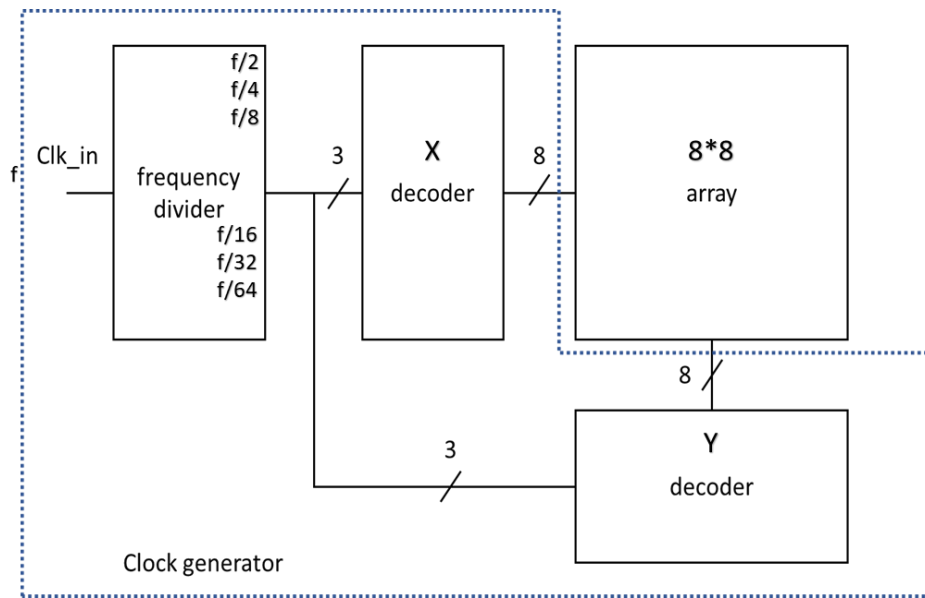 f/2
f/4
f/8
Clk_in
f
frequency
divider
f/16
f/32
f/64
3
X
decoder
8
8*8
array
8
3
Y
decoder
Clock generator